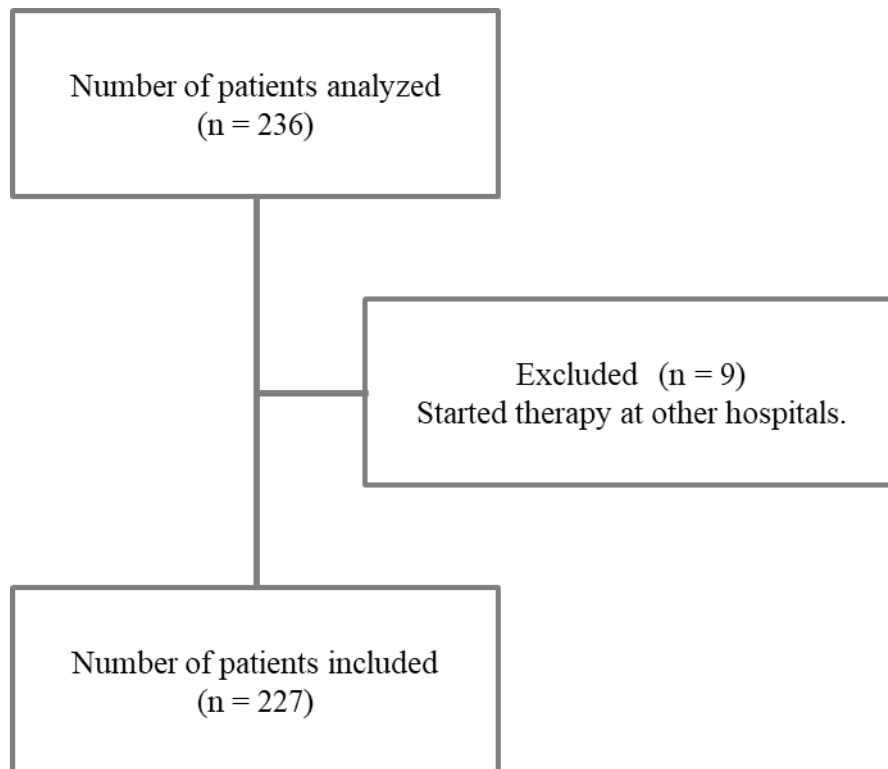 Number of patients analyzed
(n = 236)
Excluded (n = 9)
Started therapy at other hospitals.
Number of patients included
(n = 227)